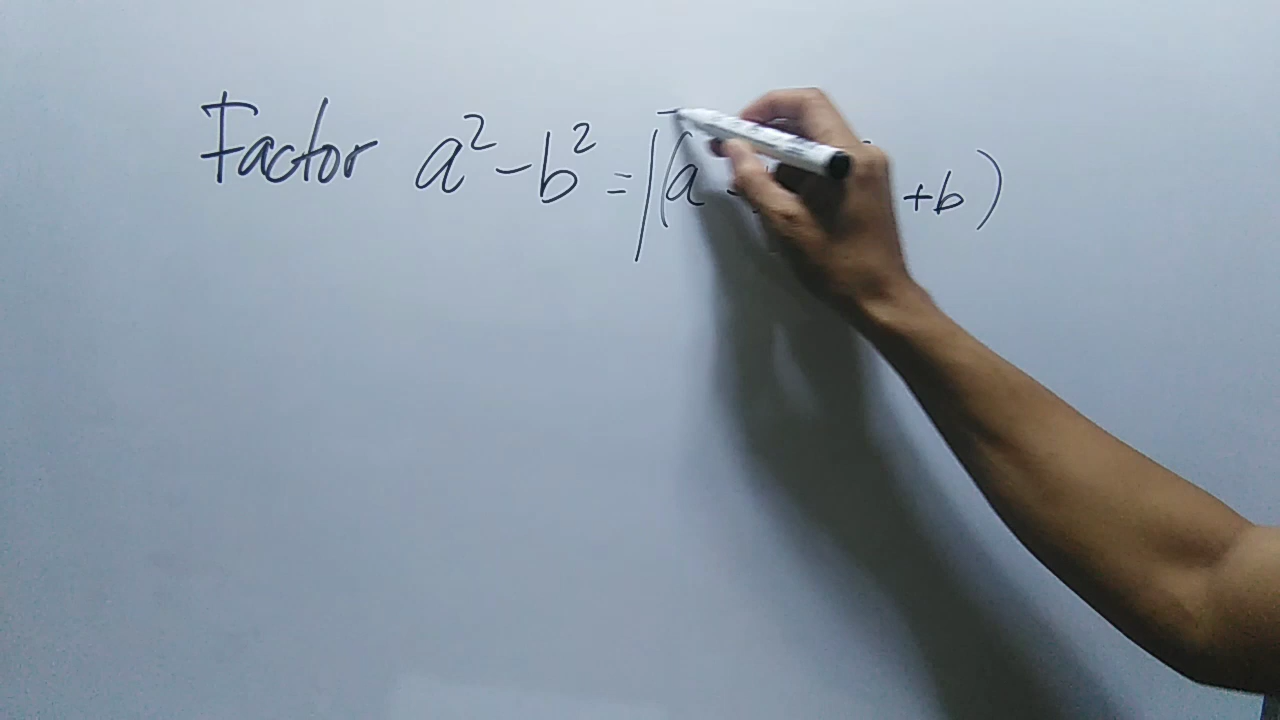 Factor a² - b² = (a - +b)